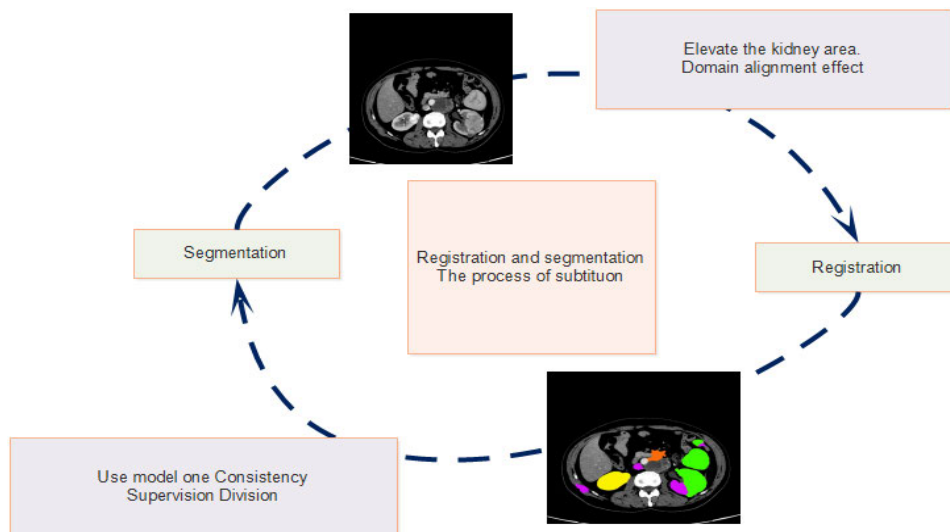 Elevate the kidney area.
Domain alignment effect
Segmentation
Registration and segmentation
The process of subtituon
Registration
Use model one Consistency
Supervision Division